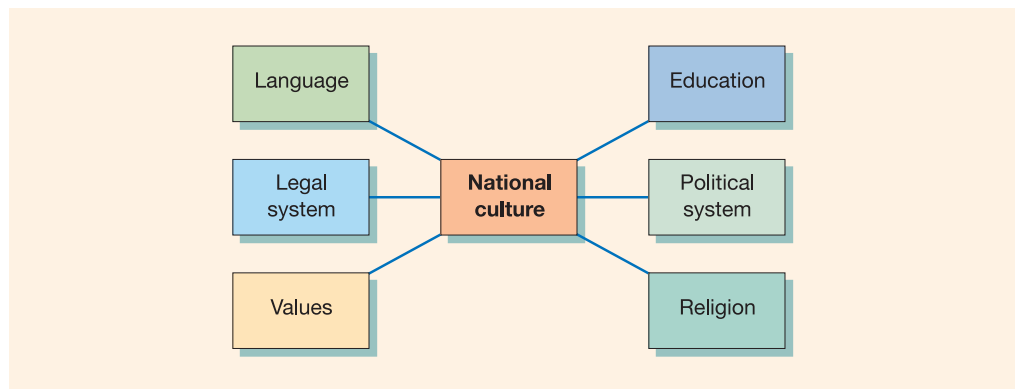 Language
Education
Legal
system
National
culture
Political
system
Values
Religion